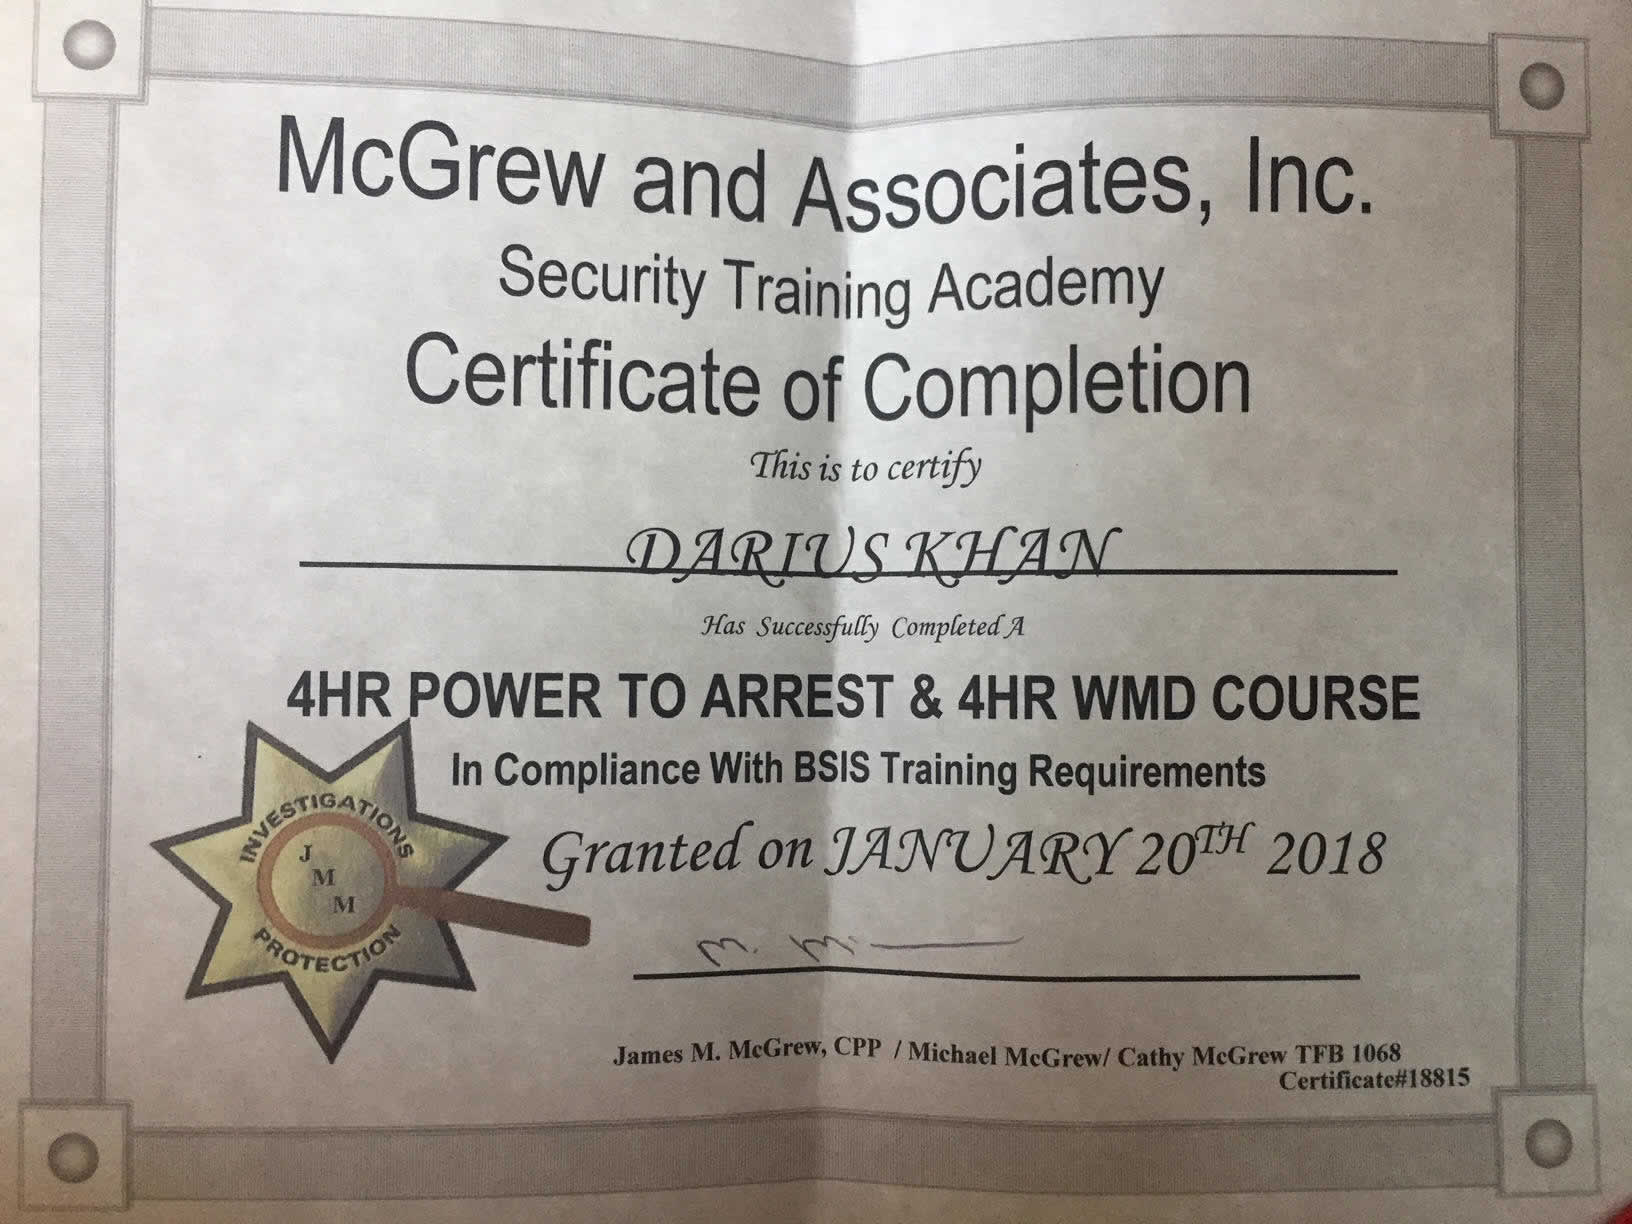 McGrew and Associates, Inc.
Security Training Academy
Certificate of Completion
This is to certify
DARIUS KHAN
Has Successfully Completed A
4HR POWER TO ARREST & 4HR WMD COURSE
In Compliance With BSIS Training Requirements
INVESTIGATIONS
J
M
M
PROTECTION
Granted on JANUARY 20TH 2018
M. M.
James M. McGrew, CPP / Michael McGrew/ Cathy McGrew TFB 1068
Certificate#18815